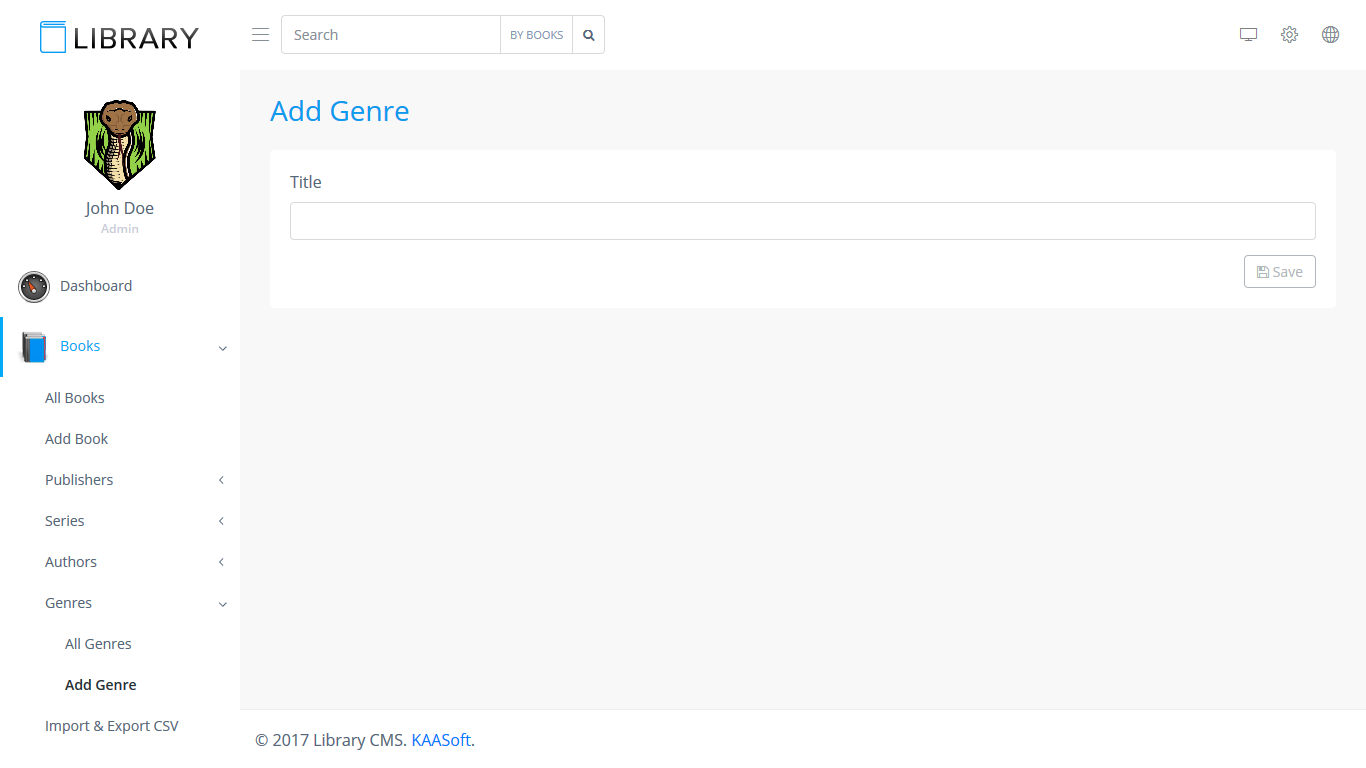 LIBRARY
Search
BY BOOKS
John Doe
Admin
Dashboard
Books
All Books
Add Book
Publishers
Series
Authors
Genres
All Genres
Add Genre
Import & Export CSV
Add Genre
Title
Save
© 2017 Library CMS. KAASoft.